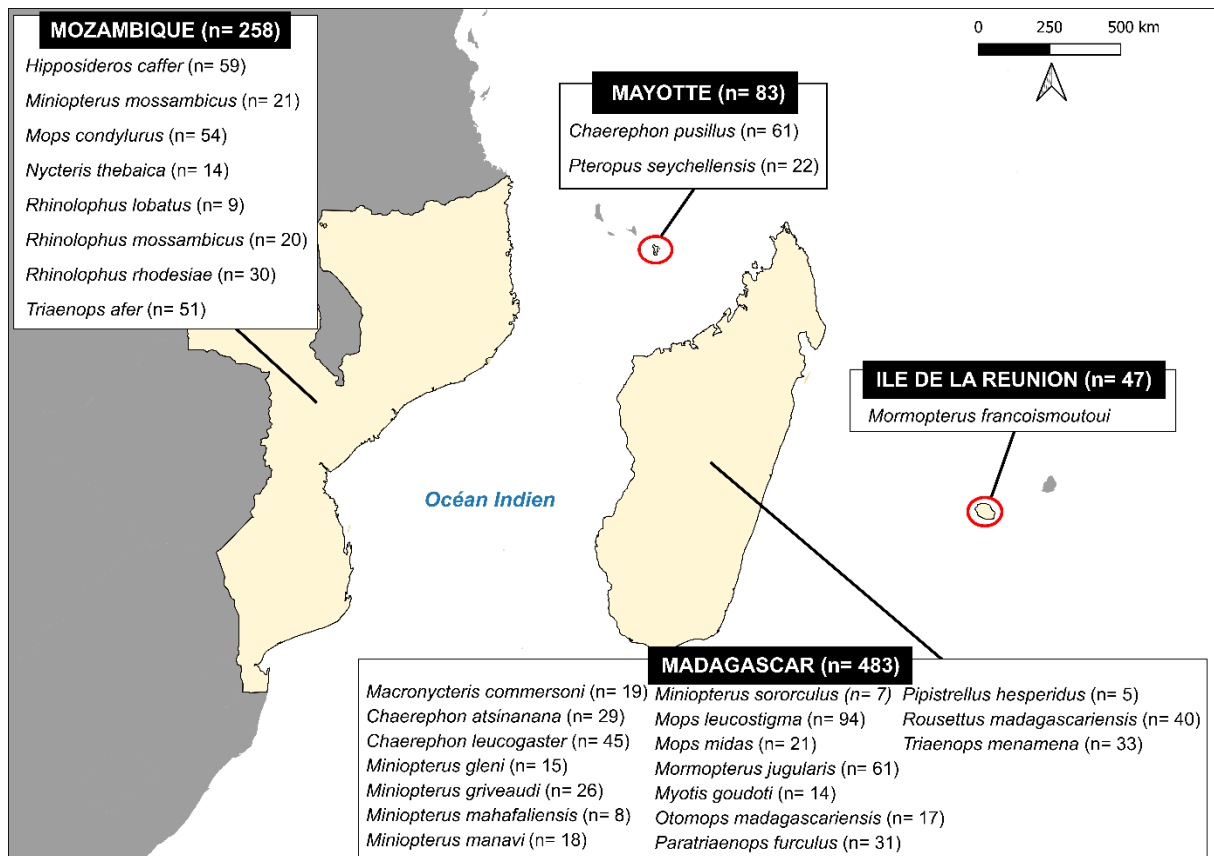 MOZAMBIQUE (n= 258)
Hipposideros caffer (n= 59)
Miniopterus mossambicus (n= 21)
Mops condylurus (n= 54)
Nycteris thebaica (n= 14)
Rhinolophus lobatus (n= 9)
Rhinolophus mossambicus (n= 20)
Rhinolophus rhodesiae (n= 30)
Triaenops afer (n= 51)
0 250 500 km
MAYOTTE (n= 83)
Chaerephon pusillus (n= 61)
Pteropus seychellensis (n= 22)
ILE DE LA REUNION (n= 47)
Mormopterus francoismoutoui
Océan Indien
MADAGASCAR (n= 483)
Macronycteris commersoni (n= 19)
Chaerephon atsinanana (n= 29)
Chaerephon leucogaster (n= 45)
Miniopterus gleni (n= 15)
Miniopterus griveaudi (n= 26)
Miniopterus mahafaliensis (n= 8)
Miniopterus manavi (n= 18)
Miniopterus sororculus (n= 7)
Mops leucostigma (n= 94)
Mops midas (n= 21)
Mormopterus jugularis (n= 61)
Myotis goudoti (n= 14)
Otomops madagascariensis (n= 17)
Paratriaenops furculus (n= 31)
Pipistrellus hesperidus (n= 5)
Rousettus madagascariensis (n= 40)
Triaenops menamena (n= 33)